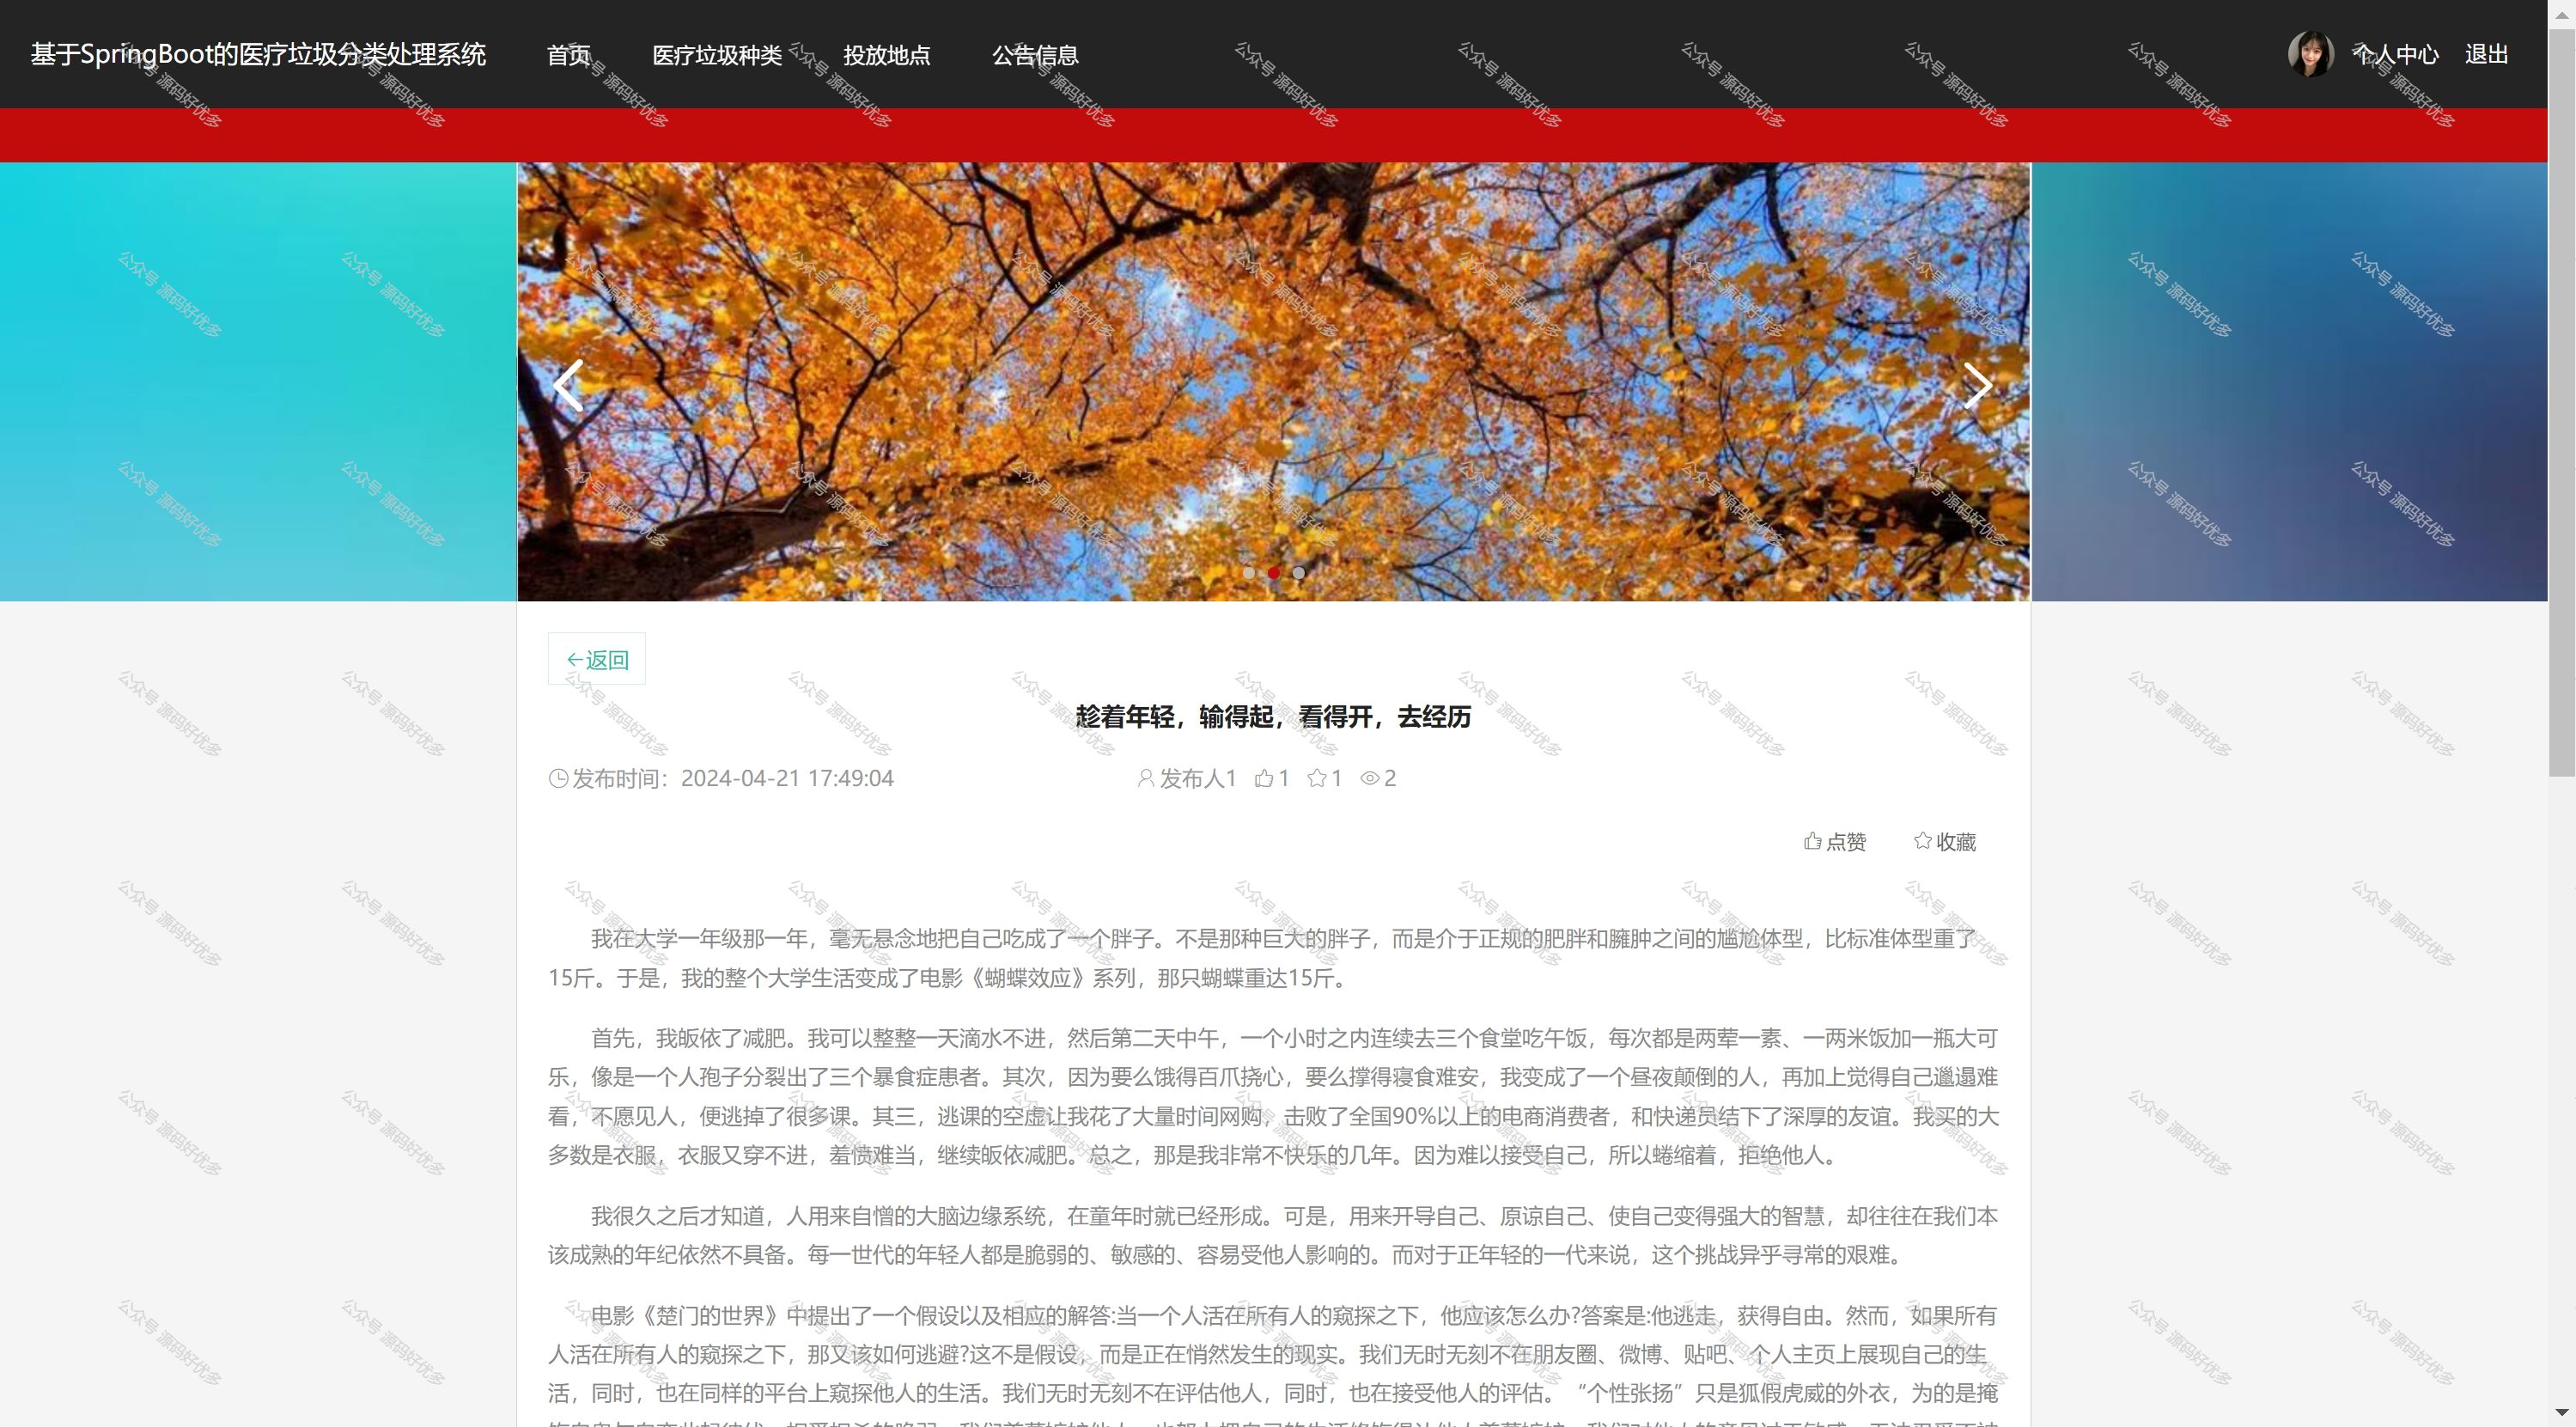 基于SpringBoot的医疗垃圾分类处理系统 首页 医疗垃圾种类 投放地点 公告信息 个人中心 退出
返回
趁着年轻，输得起，看得开，去经历
发布时间：2024-04-21 17:49:04 发布人1 1 1 2
点赞 收藏
我在大学一年级那一年，毫无悬念地把自己吃成了一个胖子。不是那种巨大的胖子，而是介于正规的肥胖和臃肿之间的尴尬体型，比标准体型重了
15斤。于是，我的整个大学生活变成了电影《蝴蝶效应》系列，那只蝴蝶重达15斤。
首先，我皈依了减肥。我可以整整一天滴水不进，然后第二天中午，一个小时之内连续去三个食堂吃午饭，每次都是两荤一素、一两米饭加一瓶大可
乐，像是一个人孢子分裂出了三个暴食症患者。其次，因为要么饿得百爪挠心，要么撑得寝食难安，我变成了一个昼夜颠倒的人，再加上觉得自己邋遢难
看，不愿见人，便逃掉了很多课。其三，逃课的空虚让我花了大量时间网购，击败了全国90%以上的电商消费者，和快递员结下了深厚的友谊。我买的大
多数是衣服，衣服又穿不进，羞愤难当，继续皈依减肥。总之，那是我非常不快乐的几年。因为难以接受自己，所以蜷缩着，拒绝他人。
我很久之后才知道，人用来自憎的大脑边缘系统，在童年时就已经形成。可是，用来开导自己、原谅自己、使自己变得强大的智慧，却往往在我们本
该成熟的年纪依然不具备。每一世代的年轻人都是脆弱的、敏感的、容易受他人影响的。而对于正年轻的一代来说，这个挑战异乎寻常的艰难。
电影《楚门的世界》中提出了一个假设以及相应的解答:当一个人活在所有人的窥探之下，他应该怎么办?答案是:他逃走，获得自由。然而，如果所有
人活在所有人的窥探之下，那又该如何逃避?这不是假设，而是正在悄然发生的现实。我们无时无刻不在朋友圈、微博、贴吧、个人主页上展现自己的生
活，同时，也在同样的平台上窥探他人的生活。我们无时无刻不在评估他人，同时，也在接受他人的评估。“个性张扬”只是狐假虎威的外衣，为的是掩
公众号 源码好优多